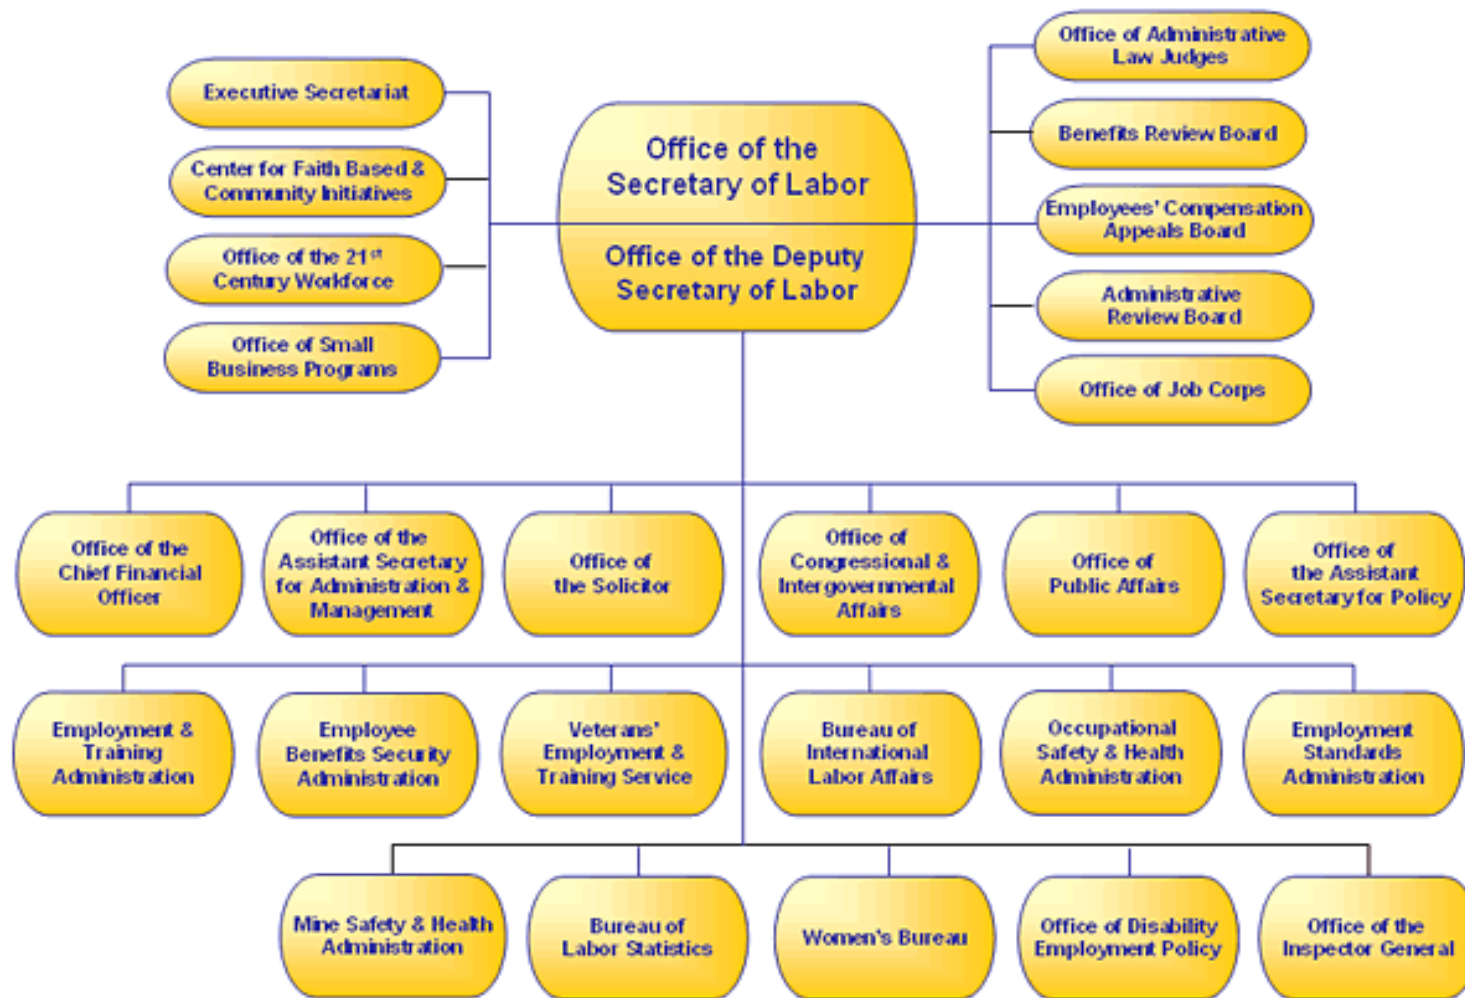 Executive Secretariat
Center for Faith Based &
Community Initiatives
Office of the 21st
Century Workforce
Office of Small
Business Programs
Office of the
Secretary of Labor
Office of the Deputy
Secretary of Labor
Office of Administrative
Law Judges
Benefits Review Board
Employees' Compensation
Appeals Board
Administrative
Review Board
Office of Job Corps
Office of the
Chief Financial
Officer
Office of the
Assistant Secretary
for Administration &
Management
Office of
the Solicitor
Office of
Congressional &
Intergovernmental
Affairs
Office of
Public Affairs
Office of
the Assistant
Secretary for Policy
Employment &
Training
Administration
Employee
Benefits Security
Administration
Veterans'
Employment &
Training Service
Bureau of
International
Labor Affairs
Occupational
Safety & Health
Administration
Employment
Standards
Administration
Mine Safety & Health
Administration
Bureau of
Labor Statistics
Women's Bureau
Office of Disability
Employment Policy
Office of the
Inspector General